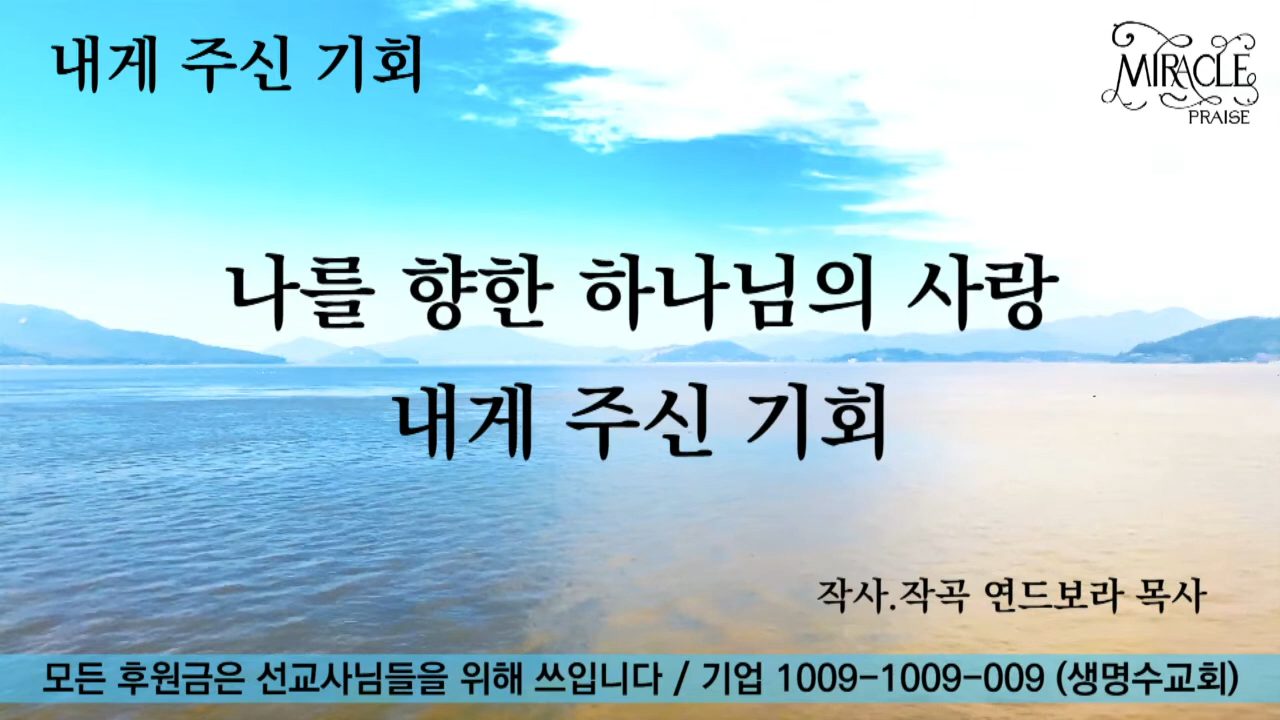 내게 주신 기회
MIRACLE
PRAISE
나를 향한 하나님의 사랑
내게 주신 기회
작사.작곡 연드보라 목사
모든 후원금은 선교사님들을 위해 쓰입니다 / 기업 1009-1009-009 (생명수교회)